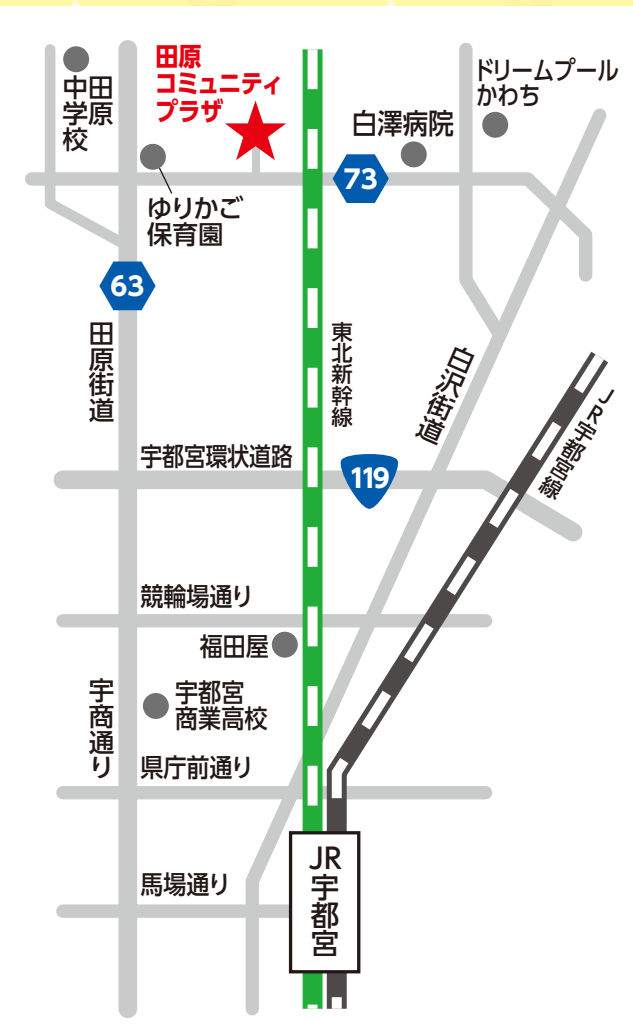 田原
コミュニティ
プラザ
田原
中学校
ドリームプール
かわち
白澤病院
73
ゆりかご
保育園
63
田原街道
東北新幹線
白沢街道
JR宇都宮線
宇都宮環状道路
119
競輪場通り
福田屋
宇商通り
宇都宮
商業高校
県庁前通り
馬場通り
JR
宇都宮